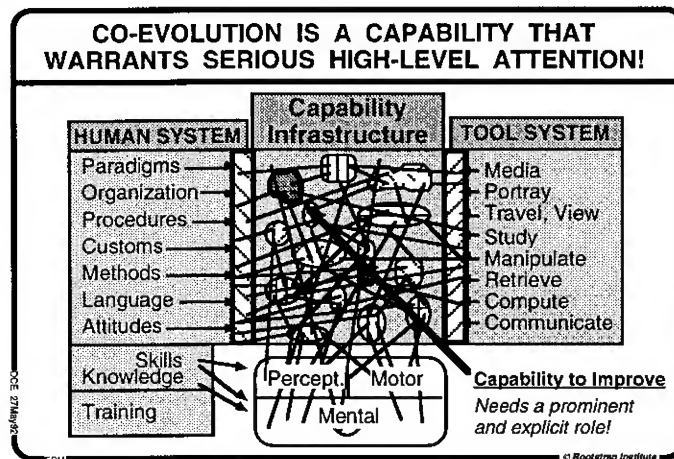 CO-EVOLUTION IS A CAPABILITY THAT
WARRANTS SERIOUS HIGH-LEVEL ATTENTION!
Capability
Infrastructure
HUMAN SYSTEM
TOOL SYSTEM
Paradigms
Organization
Procedures
Customs
Methods
Language
Attitudes
Media
Portray
Travel, View
Study
Manipulate
Retrieve
Compute
Communicate
Skills
Knowledge
Training
Percept.
Motor
Mental
Capability to Improve
Needs a prominent
and explicit role!
DCE 27May92
Bootstrap Institute